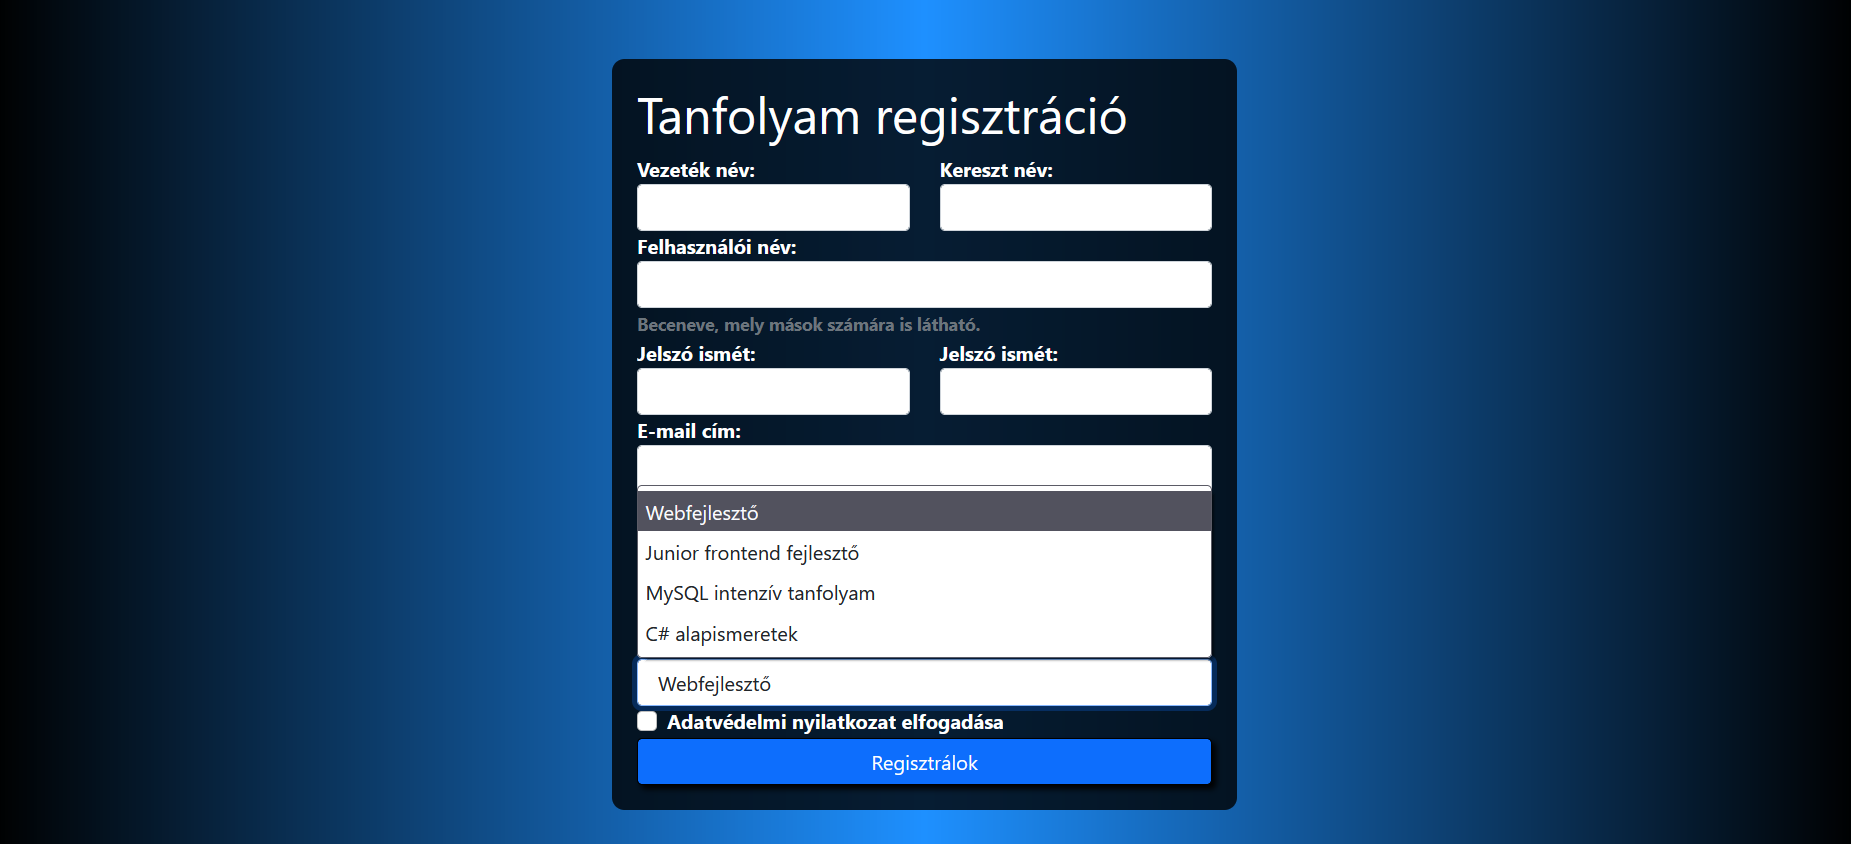 Tanfolyam regisztráció
Vezeték név: Kereszt név:
Felhasználói név:
Beceneve, mely mások számára is látható.
Jelszó ismét: Jelszó ismét:
E-mail cím:
Webfejlesztő
Junior frontend fejlesztő
MySQL intenzív tanfolyam
C# alapismeretek
Webfejlesztő
Adatvédelmi nyilatkozat elfogadása
Regisztrálok